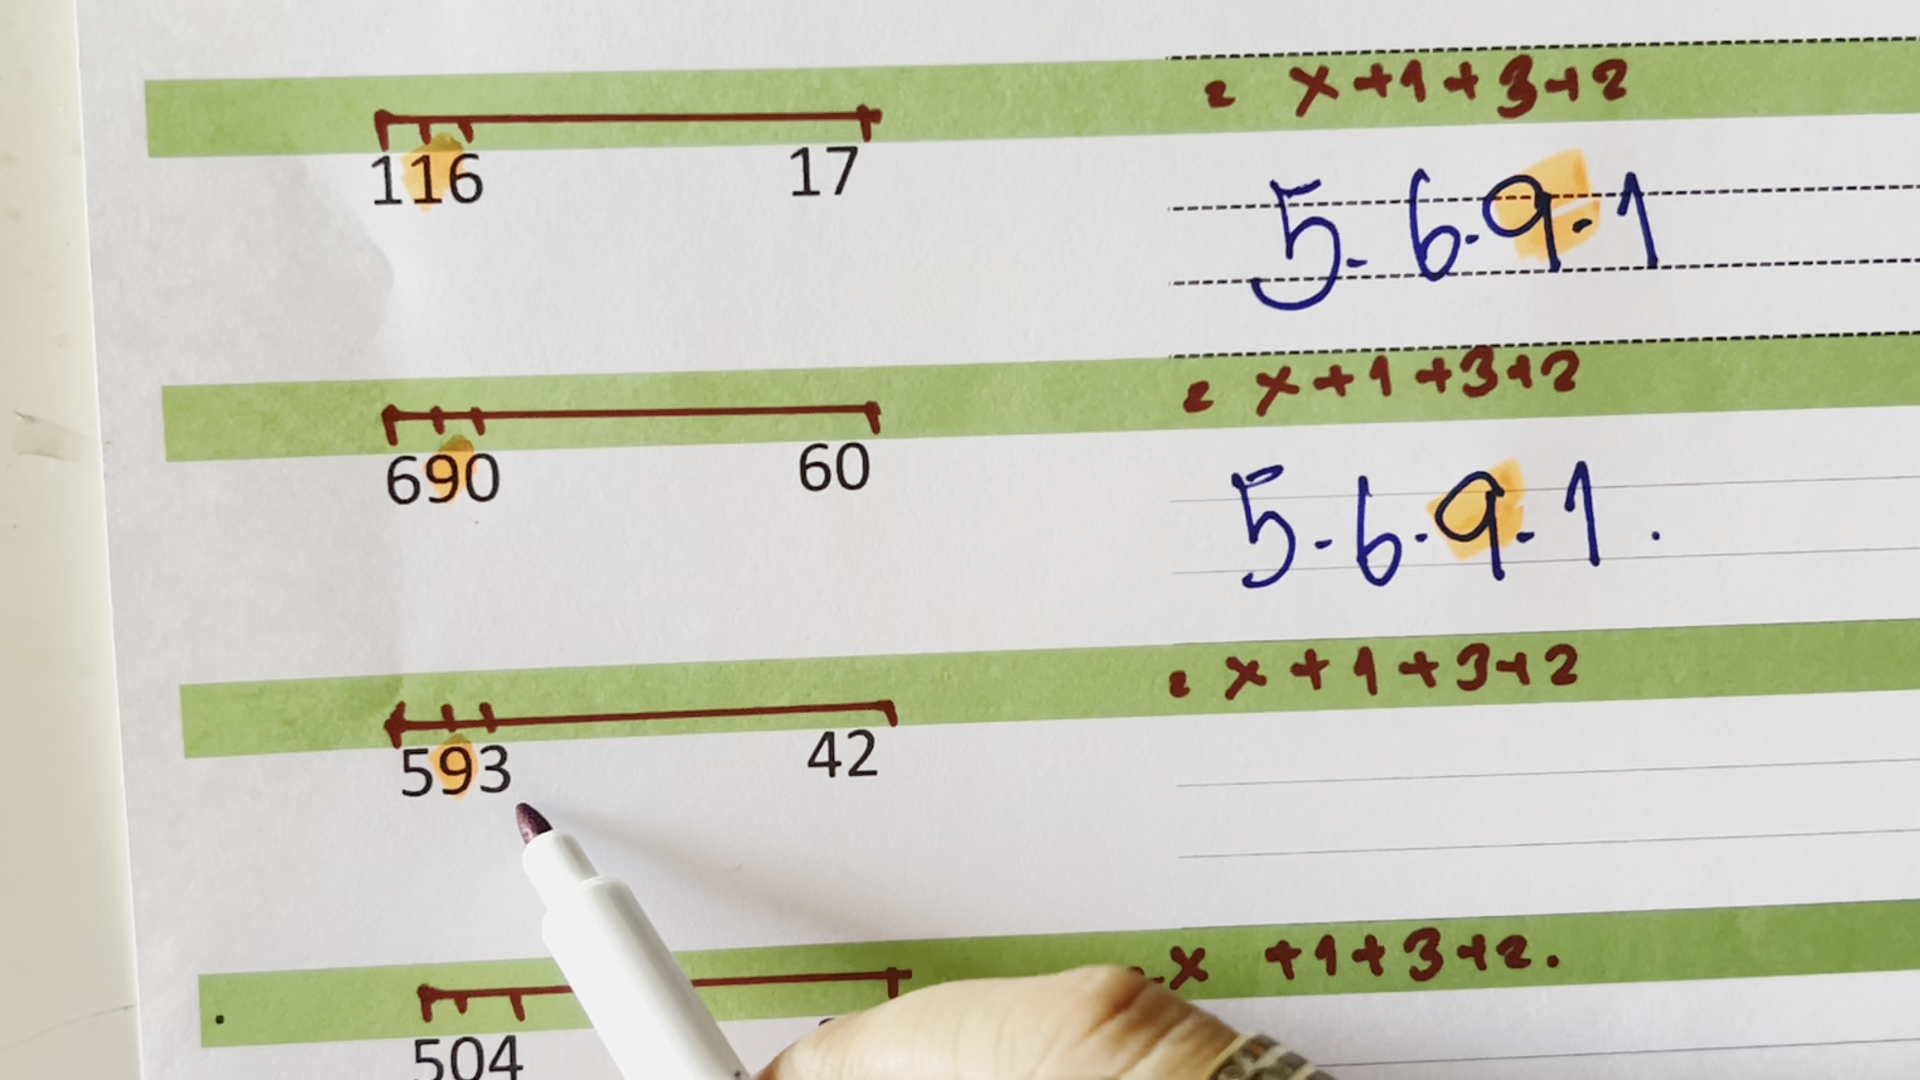 = x+1+3+2
116 17
5.6.9.1
= x+1+3+2
690 60
5.6.9.1.
= x+1+3+2
593 42
x +1+3+2.
504